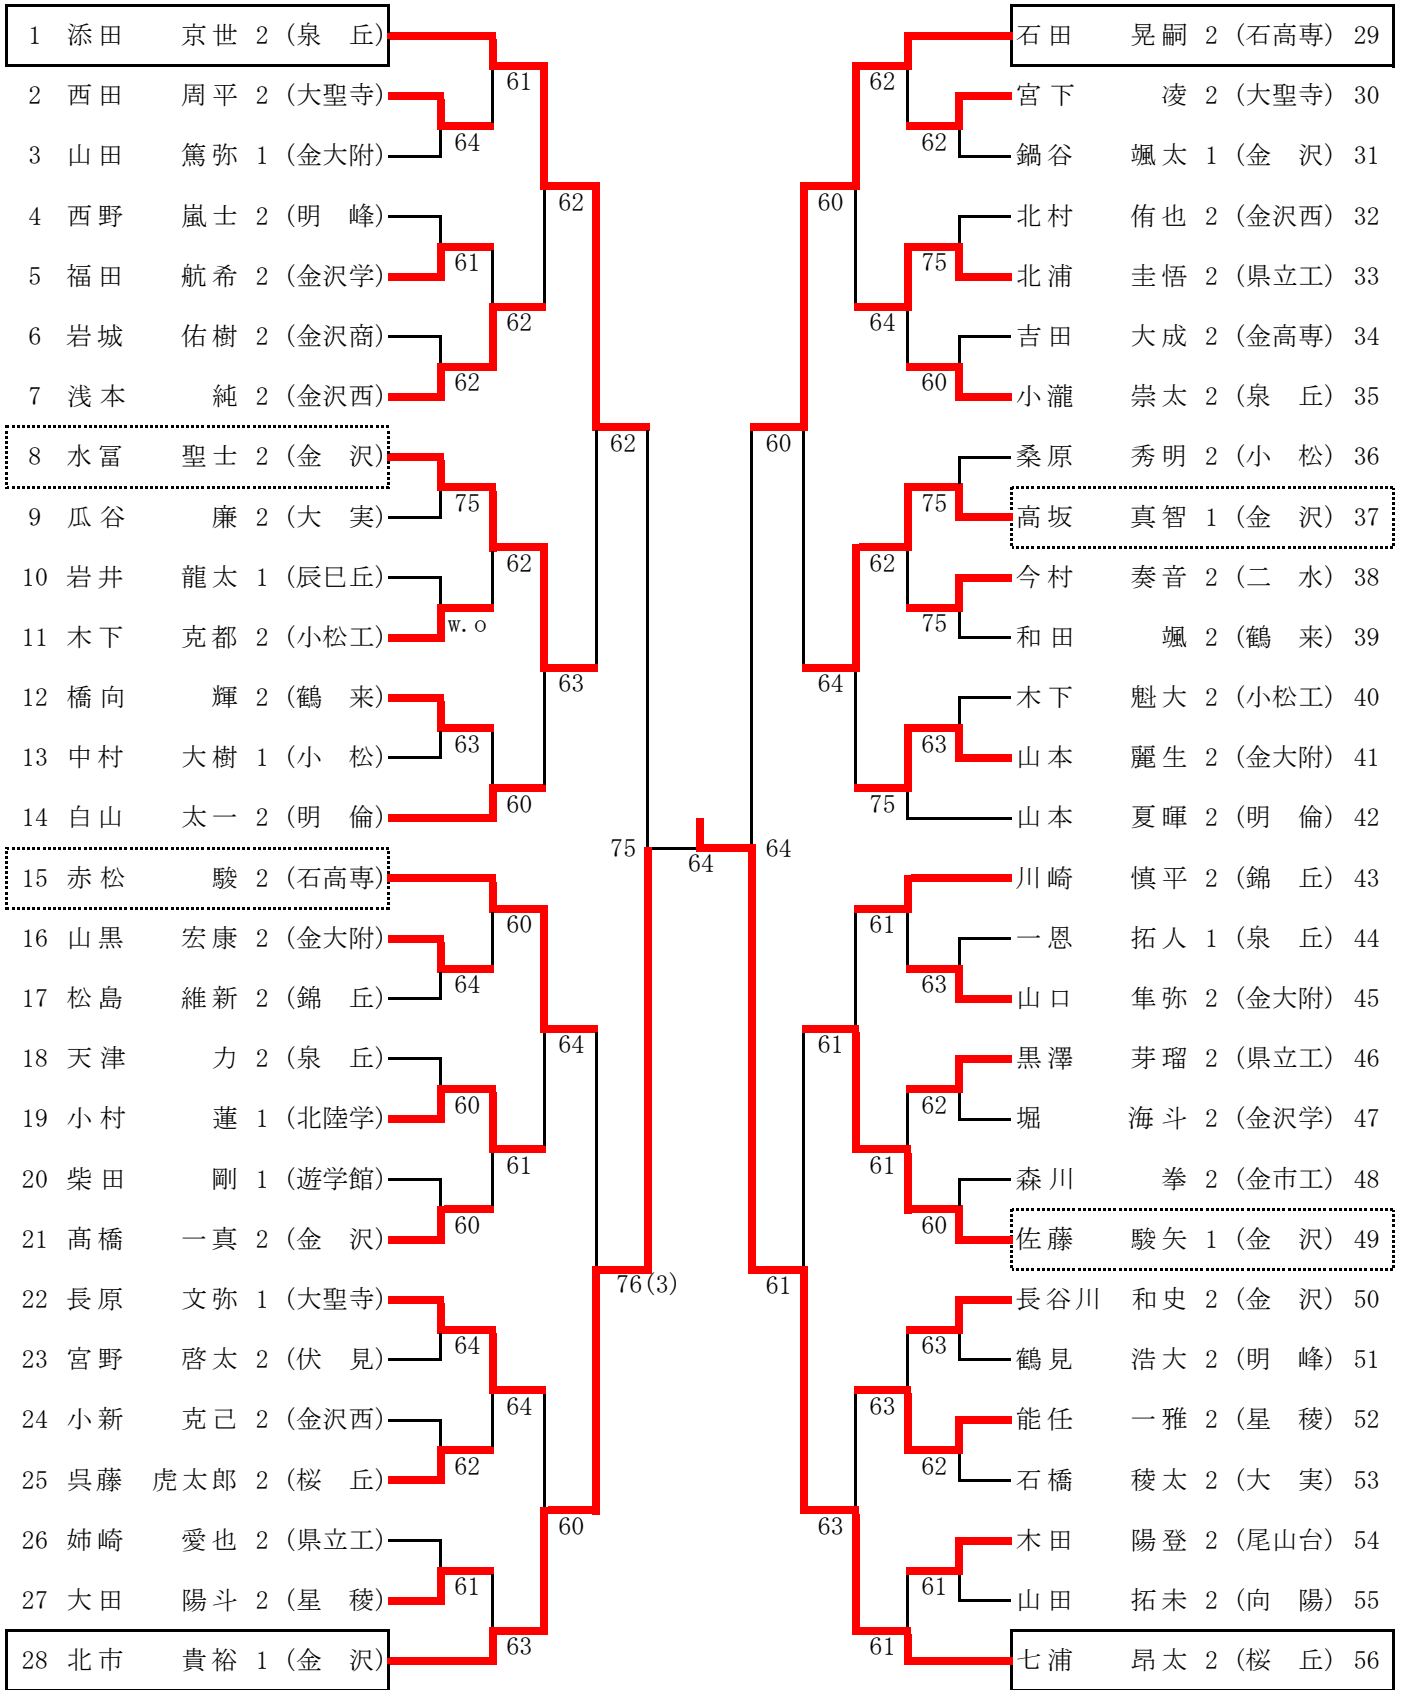 1 添田 京世 2 (泉 丘)
2 西田 周平 2 (大聖寺)
3 山田 篤弥 1 (金大附)
4 西野 嵐士 2 (明 峰)
5 福田 航希 2 (金沢学)
6 岩城 佑樹 2 (金沢商)
7 浅本 純 2 (金沢西)
8 水冨 聖士 2 (金 沢)
9 瓜谷 廉 2 (大 実)
10 岩井 龍太 1 (辰巳丘)
11 木下 克都 2 (小松工)
12 橋向 輝 2 (鶴 来)
13 中村 大樹 1 (小 松)
14 白山 太一 2 (明 倫)
15 赤松 駿 2 (石高専)
16 山黒 宏康 2 (金大附)
17 松島 維新 2 (錦 丘)
18 天津 力 2 (泉 丘)
19 小村 蓮 1 (北陸学)
20 柴田 剛 1 (遊学館)
21 髙橋 一真 2 (金 沢)
22 長原 文弥 1 (大聖寺)
23 宮野 啓太 2 (伏 見)
24 小新 克己 2 (金沢西)
25 呉藤 虎太郎 2 (桜 丘)
26 姉崎 愛也 2 (県立工)
27 大田 陽斗 2 (星 稜)
28 北市 貴裕 1 (金 沢)
64
61
62
75
w.o
63
64
60
60
64
62
61
61
62
62
60
60
61
64
63
62
63
64
60
62
76(3)
75
64
64
60
61
60
64
61
63
62
64
62
75
61
61
63
61
62
75
60
75
75
63
63
62
60
63
62
61
石田 晃嗣 2 (石高専) 29
宮下 凌 2 (大聖寺) 30
鍋谷 颯太 1 (金 沢) 31
北村 侑也 2 (金沢西) 32
北浦 圭悟 2 (県立工) 33
吉田 大成 2 (金高専) 34
小瀧 崇太 2 (泉 丘) 35
桑原 秀明 2 (小 松) 36
高坂 真智 1 (金 沢) 37
今村 奏音 2 (二 水) 38
和田 颯 2 (鶴 来) 39
木下 魁大 2 (小松工) 40
山本 麗生 2 (金大附) 41
山本 夏暉 2 (明 倫) 42
川崎 慎平 2 (錦 丘) 43
一恩 拓人 1 (泉 丘) 44
山口 隼弥 2 (金大附) 45
黒澤 芽瑠 2 (県立工) 46
堀 海斗 2 (金沢学) 47
森川 拳 2 (金市工) 48
佐藤 駿矢 1 (金 沢) 49
長谷川 和史 2 (金 沢) 50
鶴見 浩大 2 (明 峰) 51
能任 一雅 2 (星 稜) 52
石橋 稜太 2 (大 実) 53
木田 陽登 2 (尾山台) 54
山田 拓未 2 (向 陽) 55
七浦 昂太 2 (桜 丘) 56